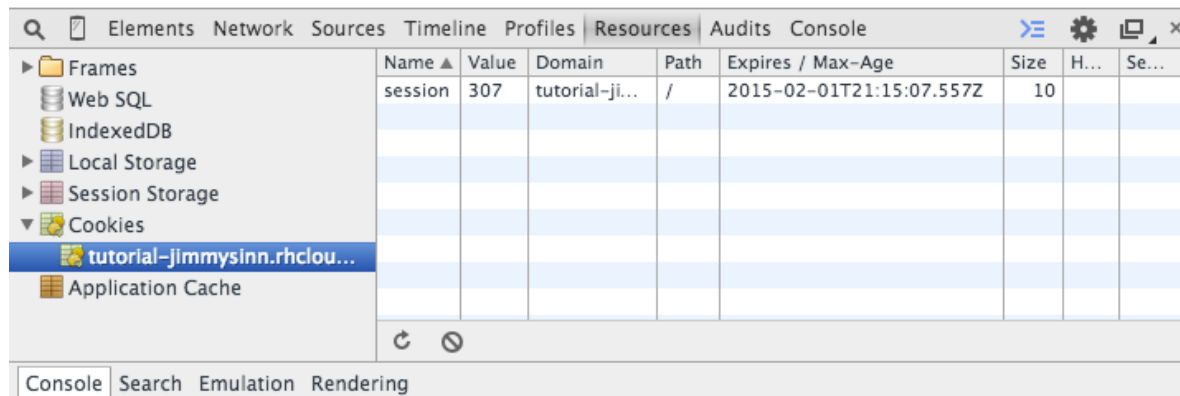 Elements Network Sources Timeline Profiles Resources Audits Console
Frames
Web SQL
IndexedDB
Local Storage
Session Storage
Cookies
tutorial-jimmysinn.rhclou...
Application Cache
Name Value Domain Path Expires / Max-Age Size H... Se...
session 307 tutorial-ji... / 2015-02-01T21:15:07.557Z 10
Console Search Emulation Rendering